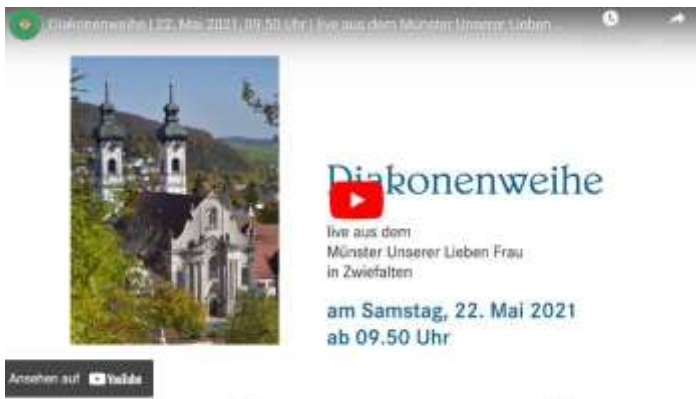 Diakonenweihe | 22. Mai 2021, 09.50 Uhr | live aus dem Münster Unserer Lieben ...
Diakonenweihe
live aus dem
Münster Unserer Lieben Frau
in Zwiefalten
am Samstag, 22. Mai 2021
ab 09.50 Uhr
Ansehen auf YouTube